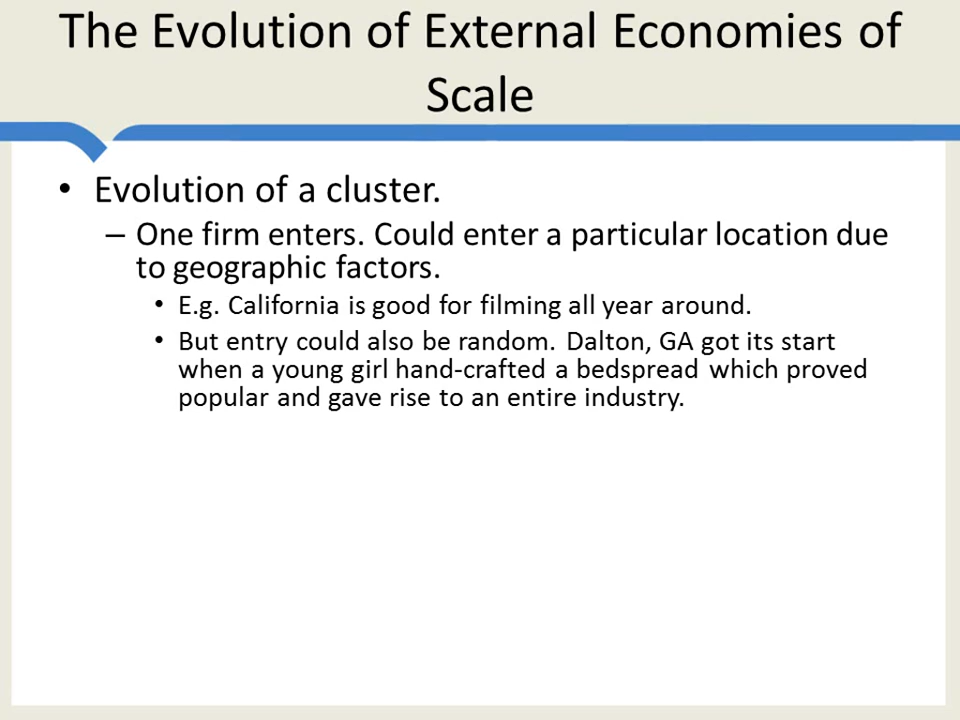 The Evolution of External Economies of
Scale
• Evolution of a cluster.
– One firm enters. Could enter a particular location due
to geographic factors.
• E.g. California is good for filming all year around.
• But entry could also be random. Dalton, GA got its start
when a young girl hand-crafted a bedspread which proved
popular and gave rise to an entire industry.